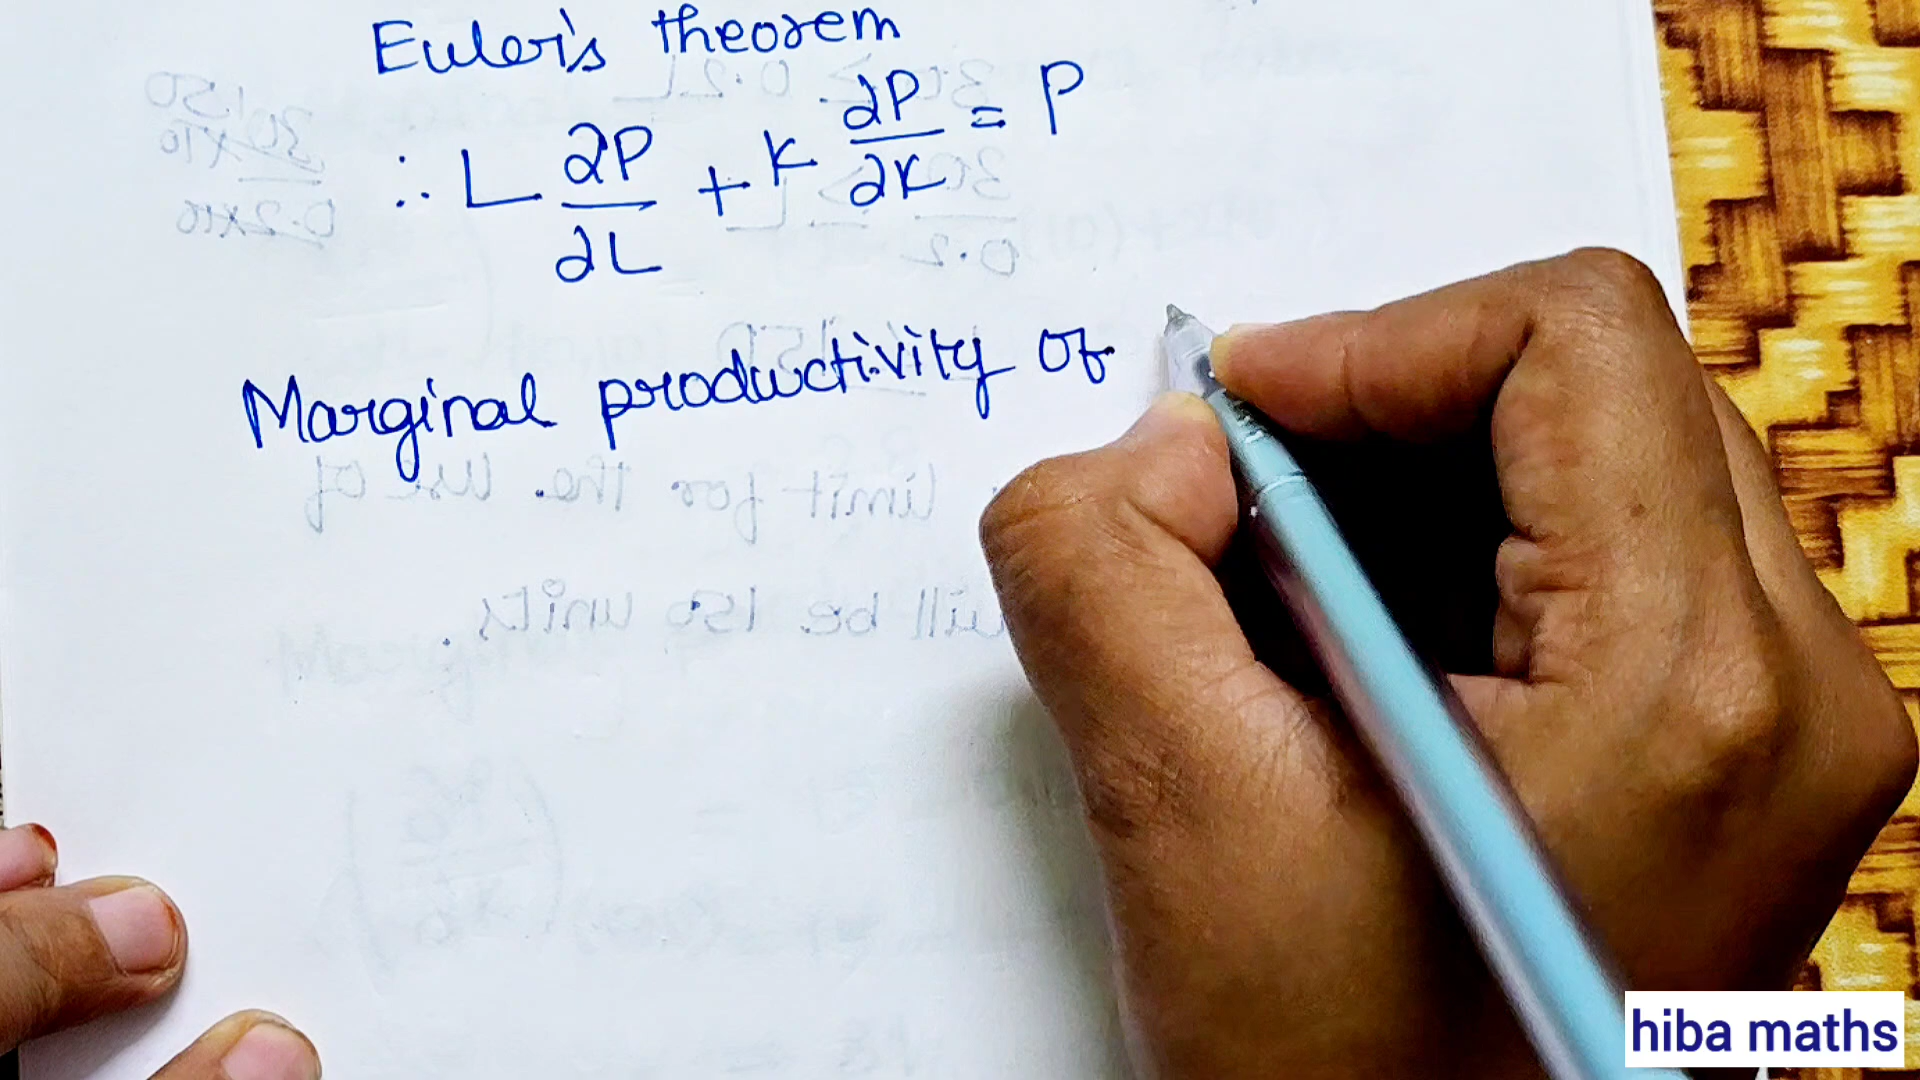 Euler's theorem
∴ L ∂P/∂L + K ∂P/∂K = P
Marginal productivity of
hiba maths